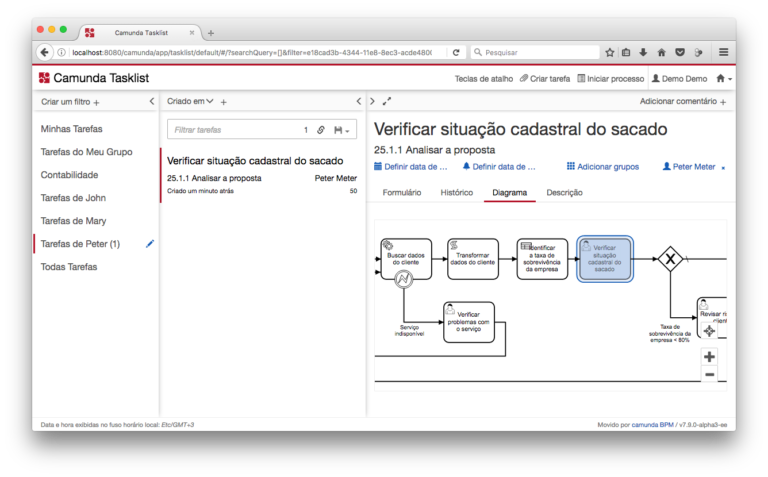 Camunda Tasklist
localhost:8080/camunda/app/tasklist/default/#/?searchQuery=[]&filter=e18cad3b-4344-11e8-8ec3-acde4800
Pesquisar
Camunda Tasklist
Teclas de atalho
Criar tarefa
Iniciar processo
Demo Demo
Criar um filtro +
Criado em
Adicionar comentário +
Minhas Tarefas
Tarefas do Meu Grupo
Contabilidade
Tarefas de John
Tarefas de Mary
Tarefas de Peter (1)
Todas Tarefas
Filtrar tarefas
1
Verificar situação cadastral do sacado
25.1.1 Analisar a proposta
Peter Meter
Criado um minuto atrás
50
Verificar situação cadastral do sacado
25.1.1 Analisar a proposta
Definir data de ...
Definir data de ...
Adicionar grupos
Peter Meter
Formulário
Histórico
Diagrama
Descrição
Buscar dados
do cliente
Transformar
dados do cliente
Identificar
a taxa de
sobrevivência
da empresa
Verificar
situação
cadastral do
sacado
Serviço
indisponível
Verificar
problemas com
o serviço
Taxa de
sobrevivência da
empresa < 80%
Revisar
Data e hora exibidas no fuso horário local: Etc/GMT+3
Movido por camunda BPM / v7.9.0-alpha3-ee